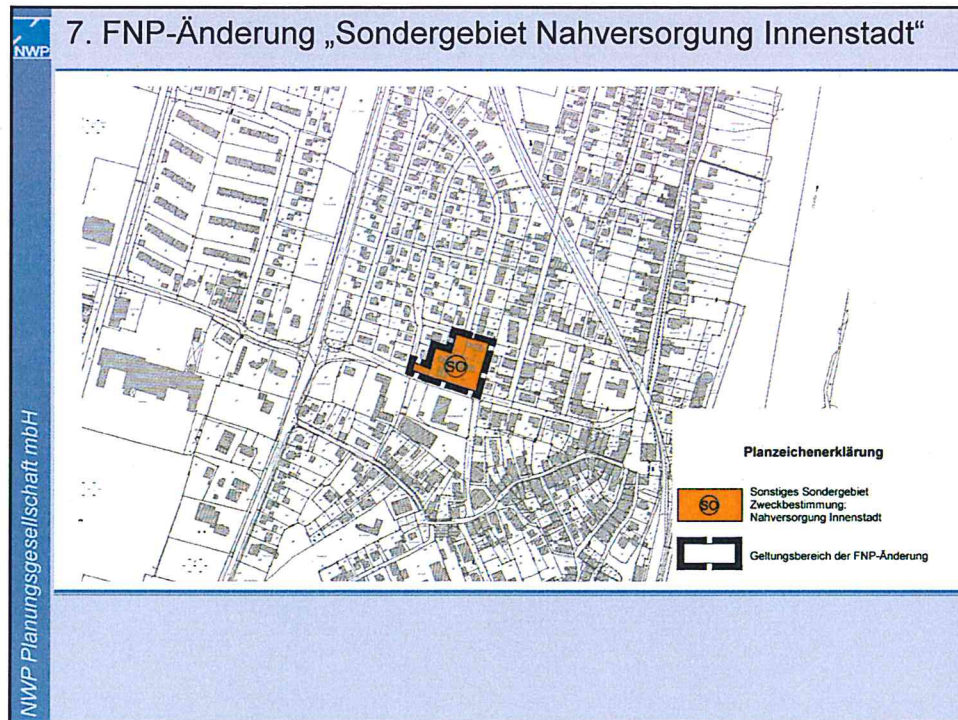 NWP
7. FNP-Änderung „Sondergebiet Nahversorgung Innenstadt“
SO
Planzeichenerklärung
SO
Sonstiges Sondergebiet
Zweckbestimmung:
Nahversorgung Innenstadt
Geltungsbereich der FNP-Änderung
NWP Planungsgesellschaft mbH